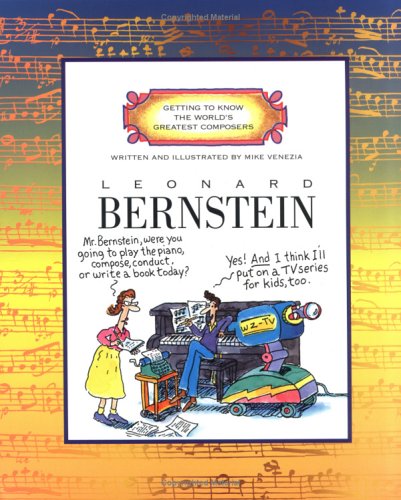 GETTING TO KNOW
THE WORLD'S
GREATEST COMPOSERS
WRITTEN AND ILLUSTRATED BY MIKE VENEZIA
LEONARD
BERNSTEIN
Mr. Bernstein, were you
going to play the piano,
compose, conduct,
or write a book today?
Yes! And I think I'll
put on a TV series
for kids, too.
WZ-TV
Copyrighted Material
Copyrighted Material